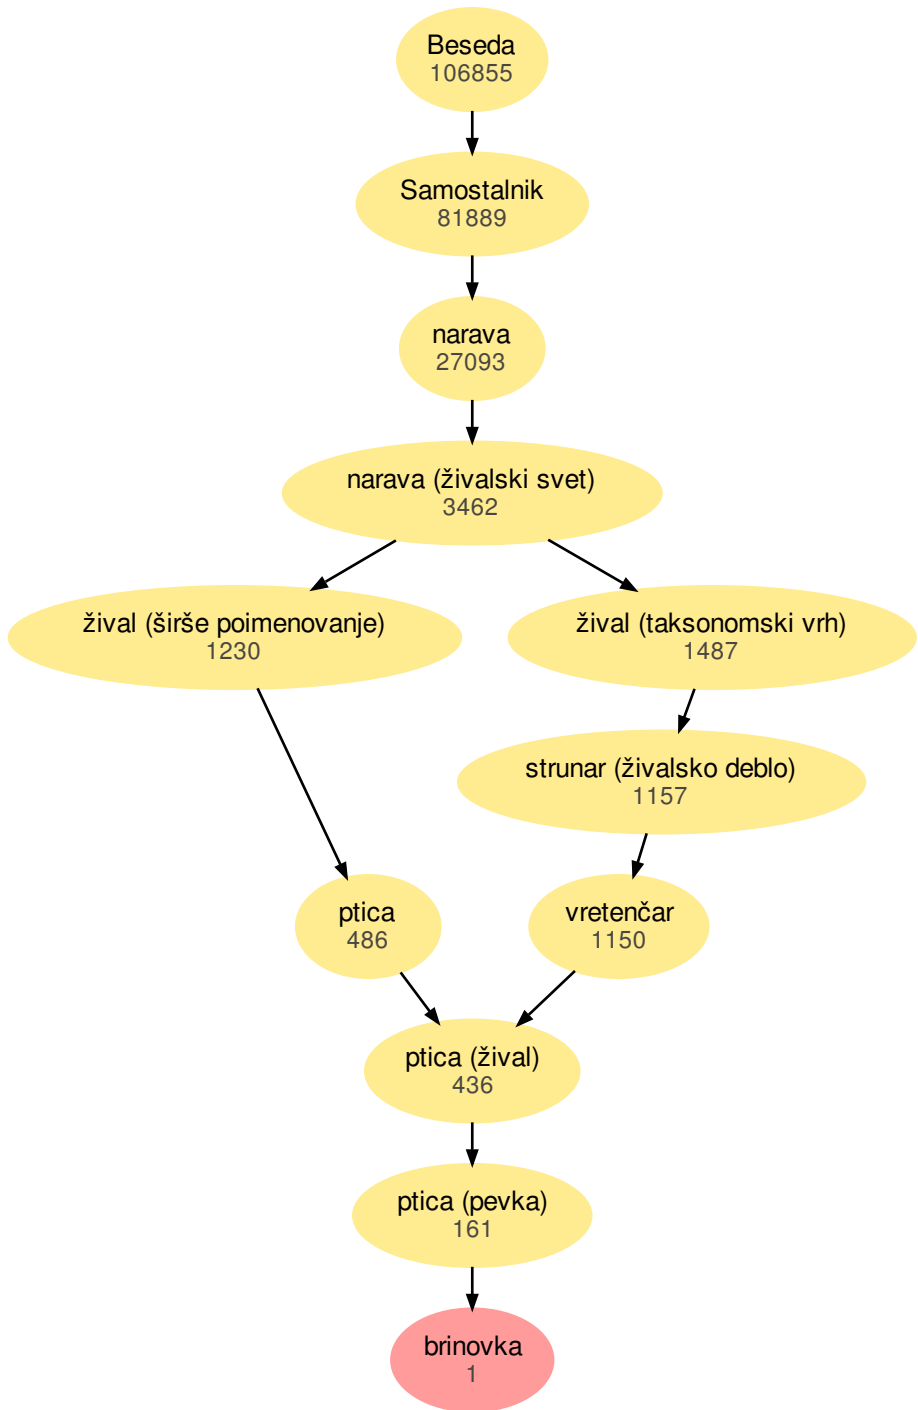 Beseda
106855
Samostalnik
81889
narava
27093
narava (živalski svet)
3462
žival (širše poimenovanje)
1230
žival (taksonomski vrh)
1487
strunar (živalsko deblo)
1157
ptica
486
vretenčar
1150
ptica (žival)
436
ptica (pevka)
161
brinovka
1